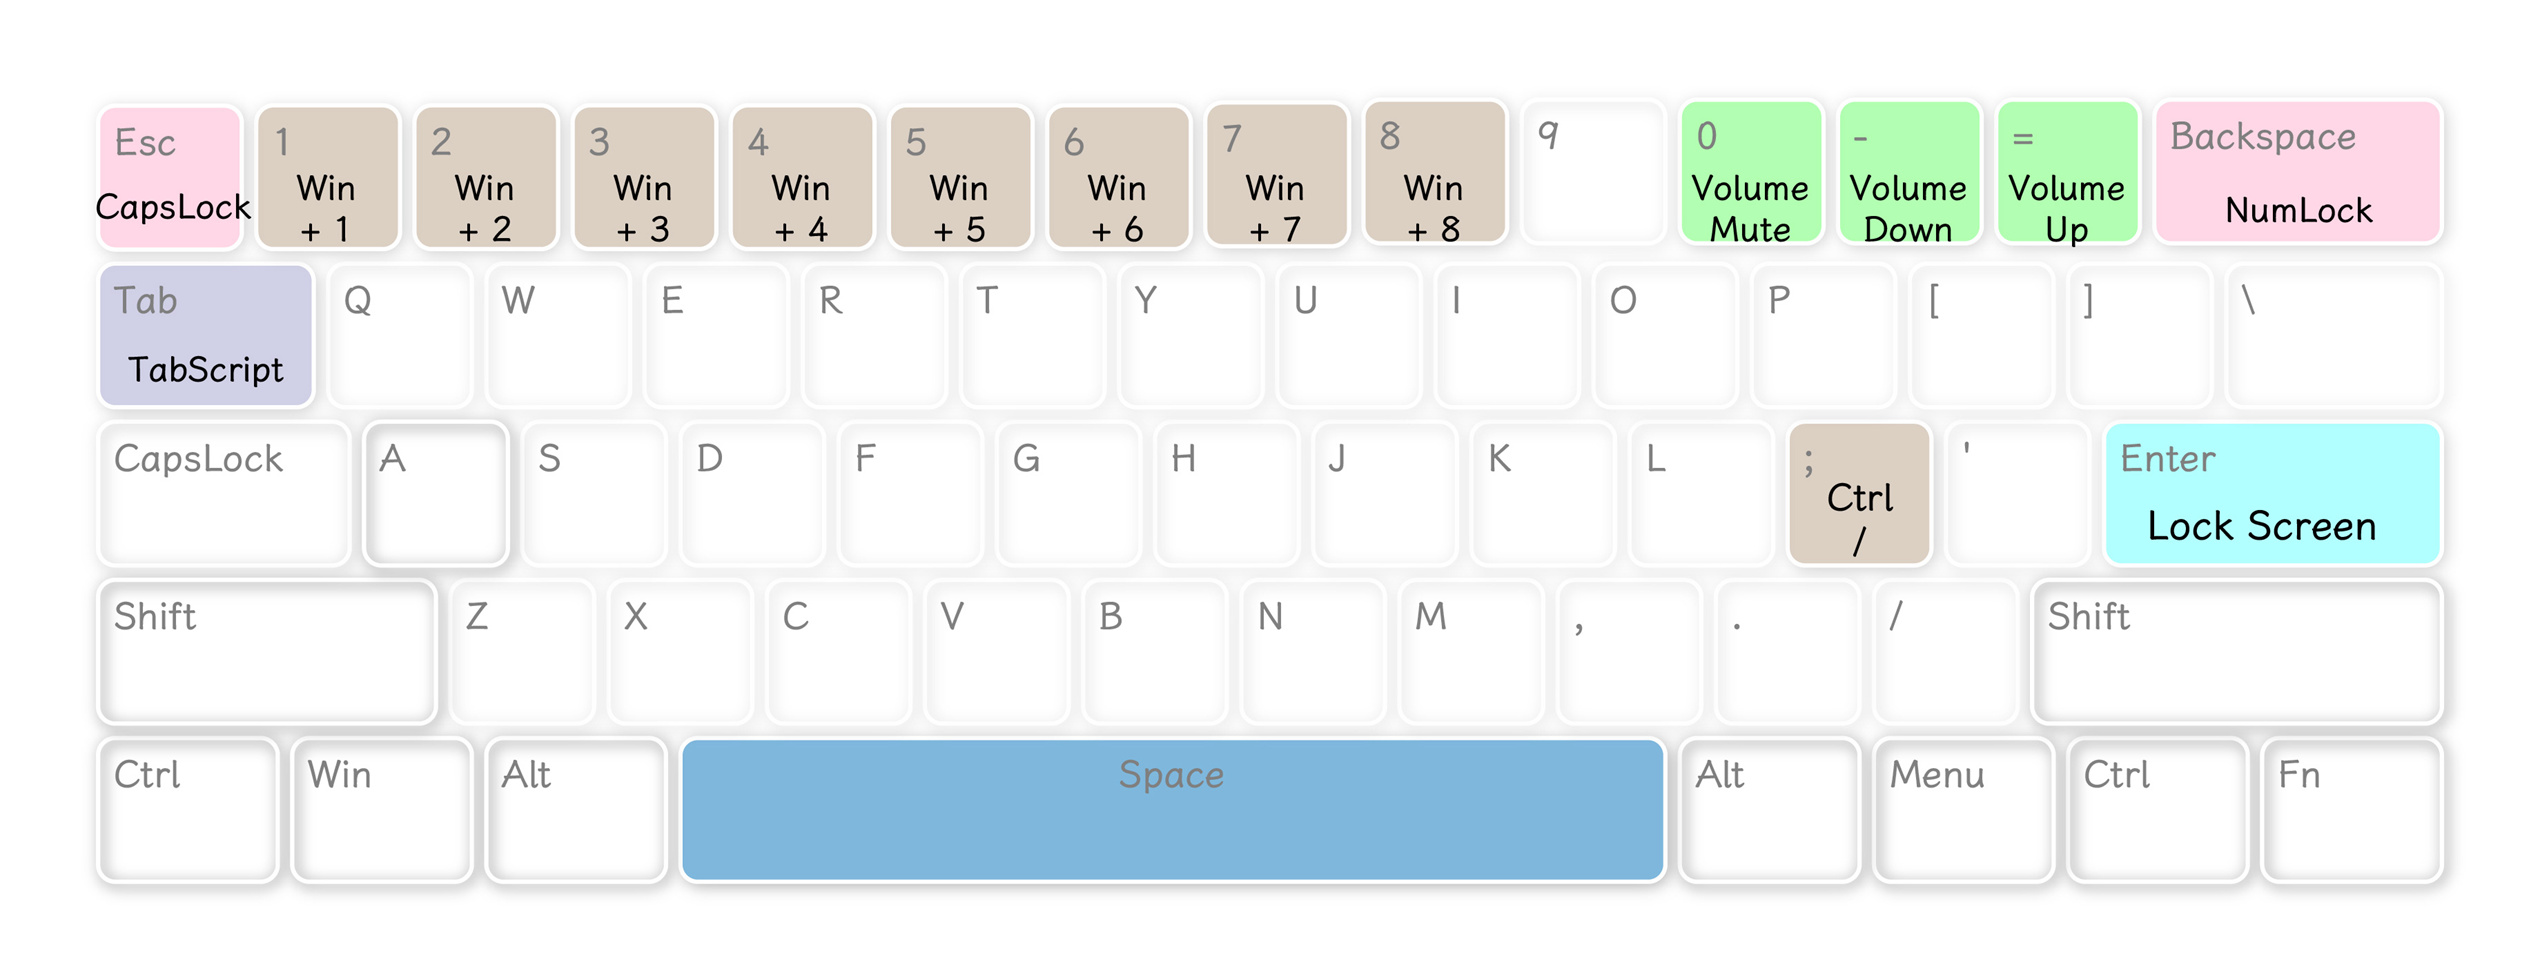 Esc
CapsLock
1
Win
+ 1
2
Win
+ 2
3
Win
+ 3
4
Win
+ 4
5
Win
+ 5
6
Win
+ 6
7
Win
+ 7
8
Win
+ 8
9
0
Volume
Mute
-
Volume
Down
=
Volume
Up
Backspace
NumLock
Tab
TabScript
Q
W
E
R
T
Y
U
I
O
P
[
]
\
CapsLock
A
S
D
F
G
H
J
K
L
;
Ctrl
/
'
Enter
Lock Screen
Shift
Z
X
C
V
B
N
M
,
.
/
Shift
Ctrl
Win
Alt
Space
Alt
Menu
Ctrl
Fn